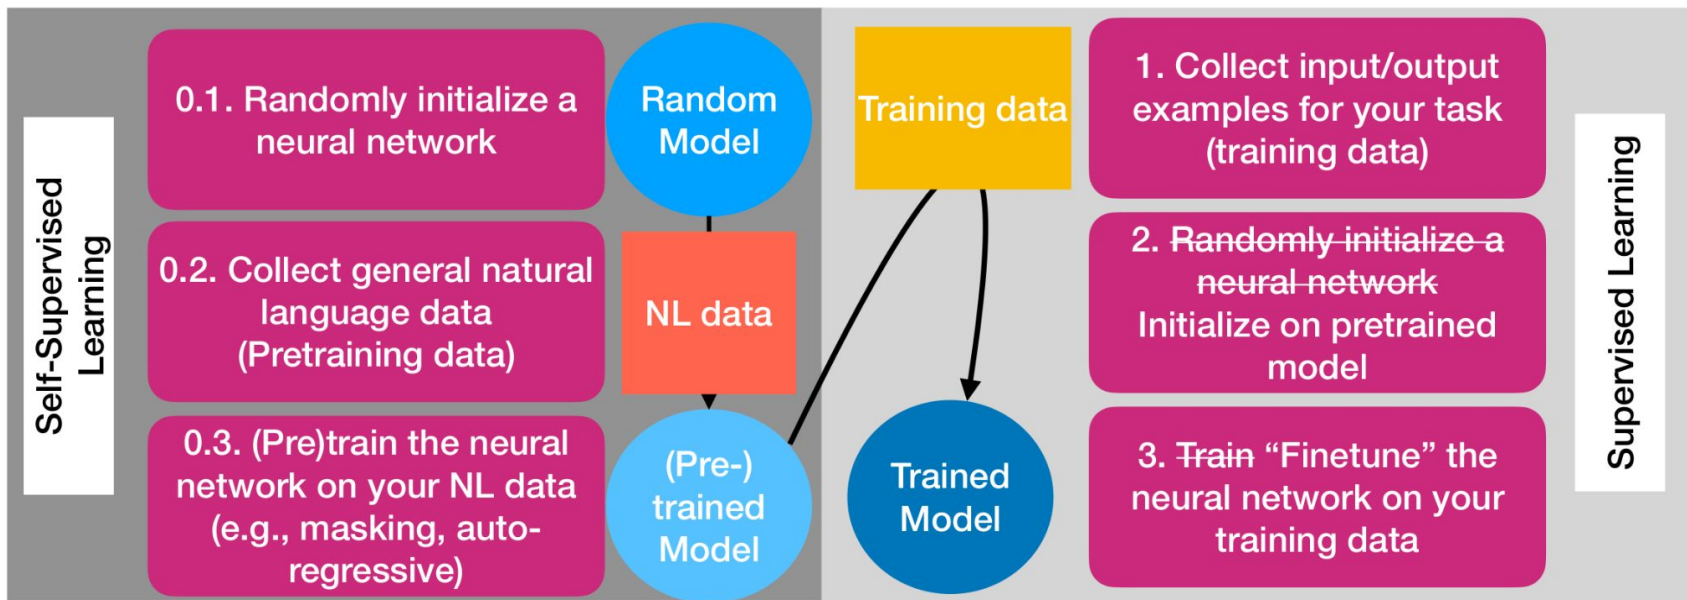 Self-Supervised
Learning
0.1. Randomly initialize a
neural network
Random
Model
0.2. Collect general natural
language data
(Pretraining data)
NL data
0.3. (Pre)train the neural
network on your NL data
(e.g., masking, auto-
regressive)
(Pre-)
trained
Model
Training data
Trained
Model
1. Collect input/output
examples for your task
(training data)
2. Randomly initialize a
neural network
Initialize on pretrained
model
3. Train “Finetune” the
neural network on your
training data
Supervised Learning